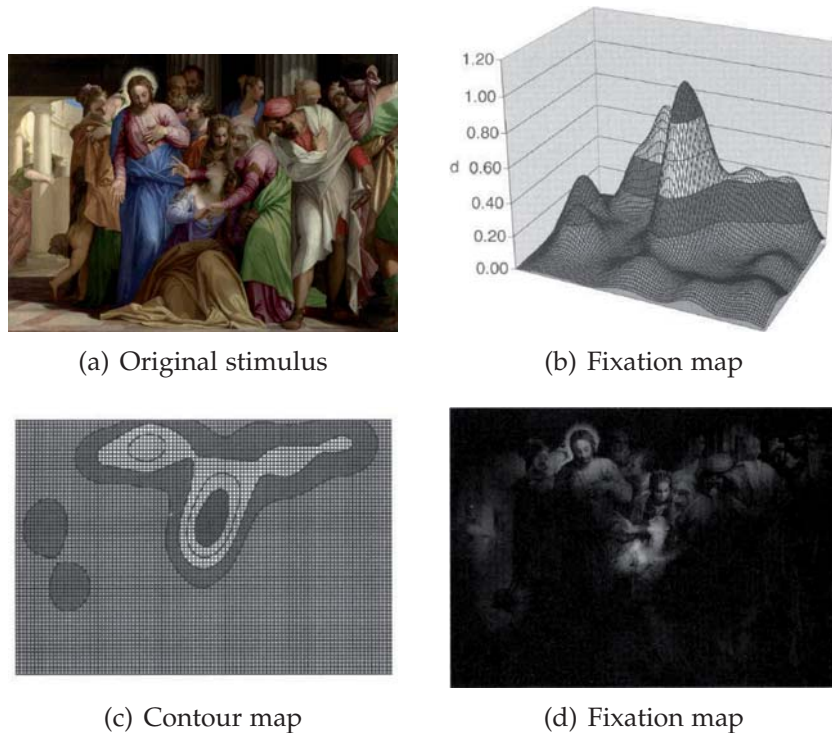 1.20
1.00
0.80
0.60
d
0.40
0.20
0.00
(a) Original stimulus
(b) Fixation map
(c) Contour map
(d) Fixation map